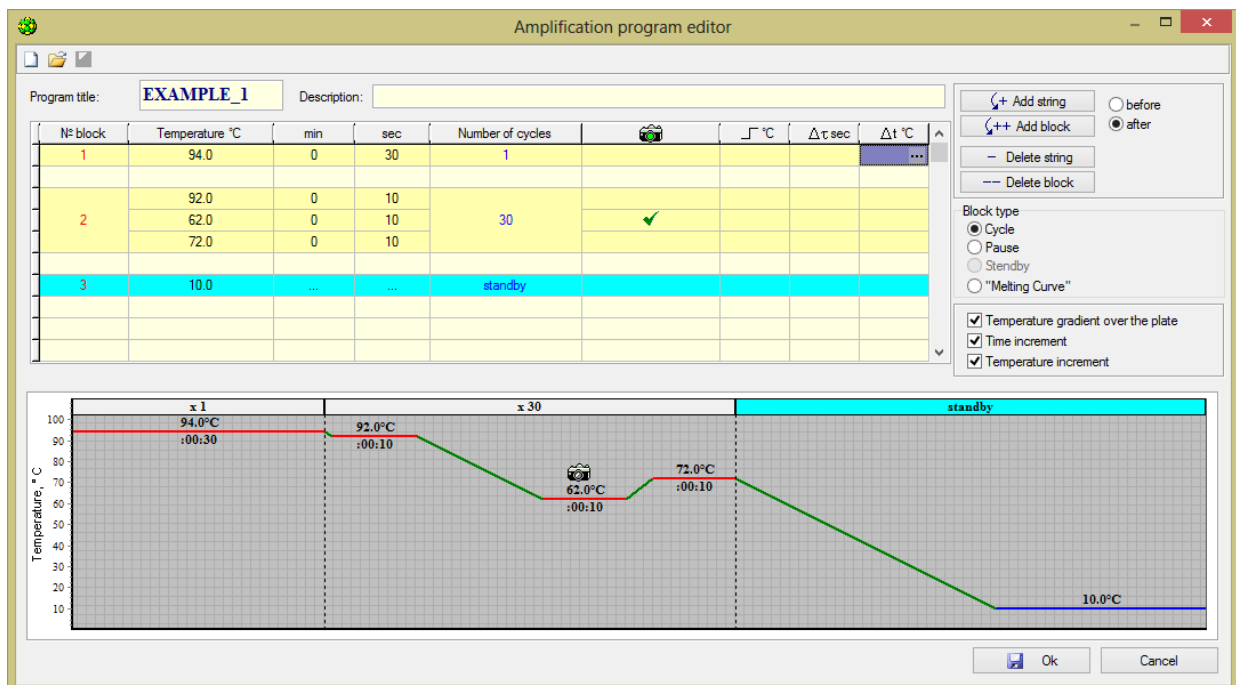 Amplification program editor
Program title: EXAMPLE_1 Description:
Add string
Add block
before
after
Delete string
Delete block
№ block Temperature °C min sec Number of cycles °C Δτ sec Δt °C
1 94.0 0 30 1 ...
92.0 0 10
2 62.0 0 10 30
72.0 0 10
3 10.0 ... ... standby
Block type
Cycle
Pause
Stendby
"Melting Curve"
Temperature gradient over the plate
Time increment
Temperature increment
x 1 x 30 standby
Temperature, °C
100
90
80
70
60
50
40
30
20
10
94.0°C
:00:30
92.0°C
:00:10
62.0°C
:00:10
72.0°C
:00:10
10.0°C
Ok Cancel